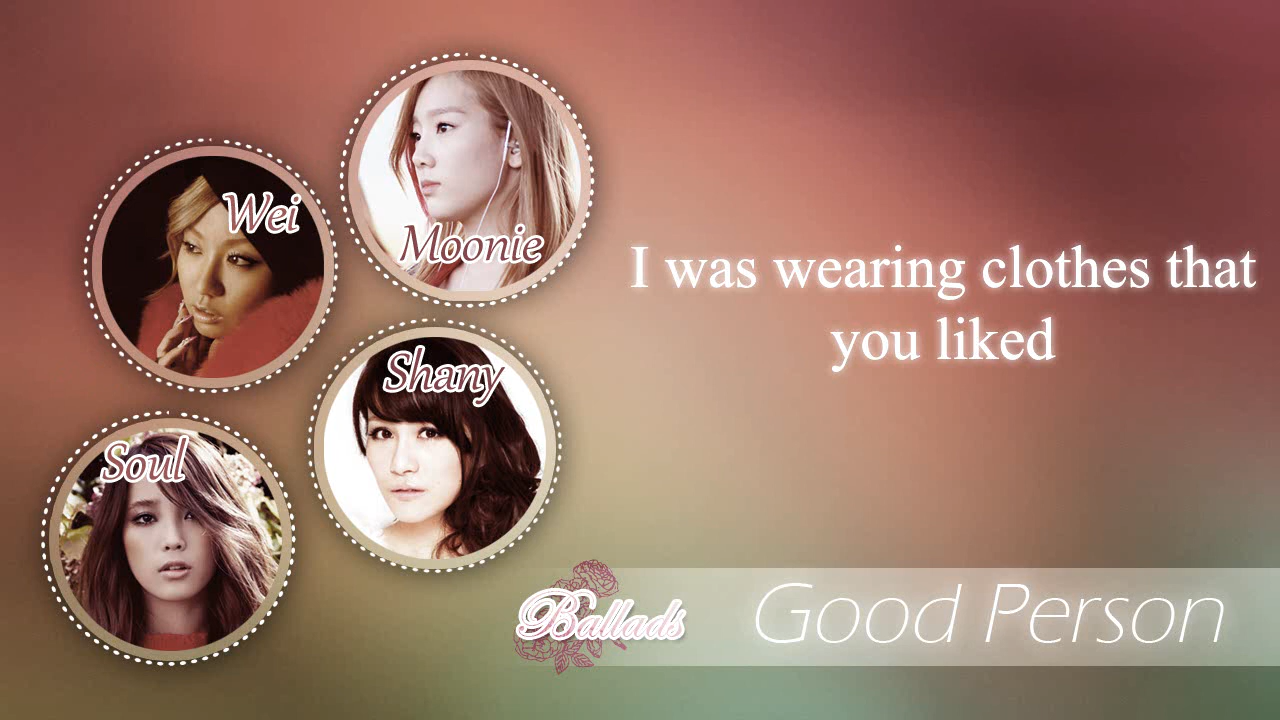 Wei
Moonie
Shany
Soul
I was wearing clothes that
you liked
Ballads
Good Person